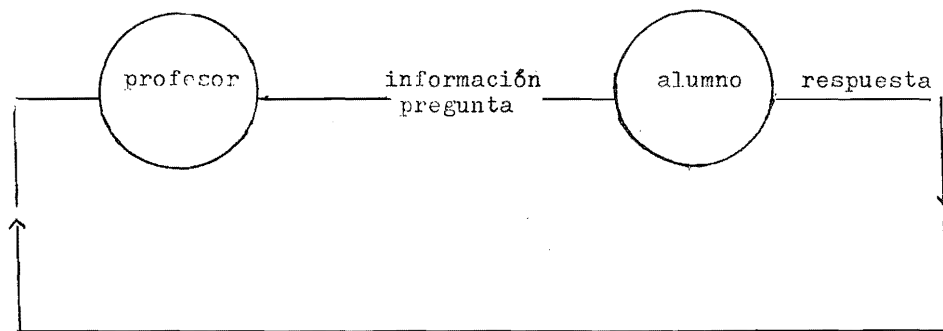 profesor
información
pregunta
alumno
respuesta